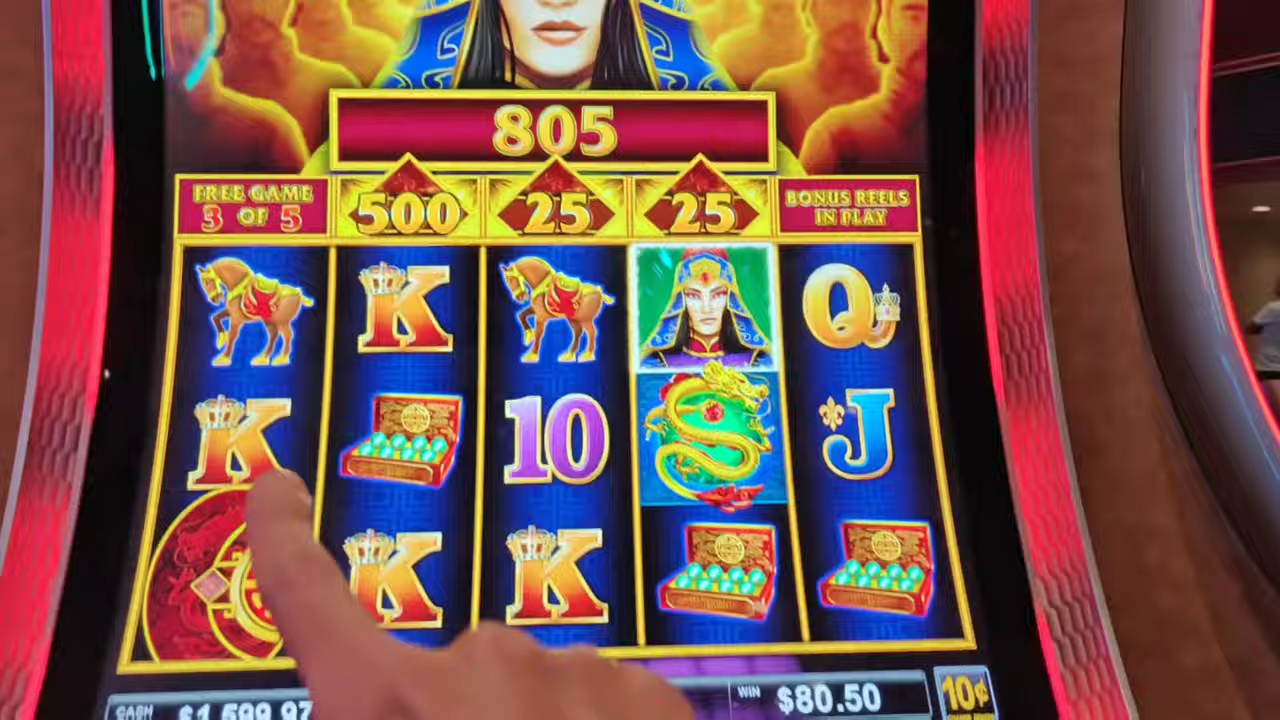 805
FREE GAME
3 OF 5
500
25
25
BONUS REELS
IN PLAY
K
Q
K
10
J
K
K
CASH
$1,599.97
WIN
$80.50
10¢